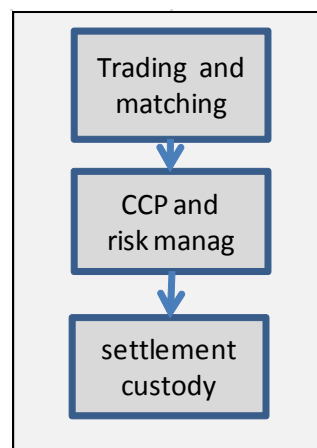 Trading and
matching
CCP and
risk manag
settlement
custody